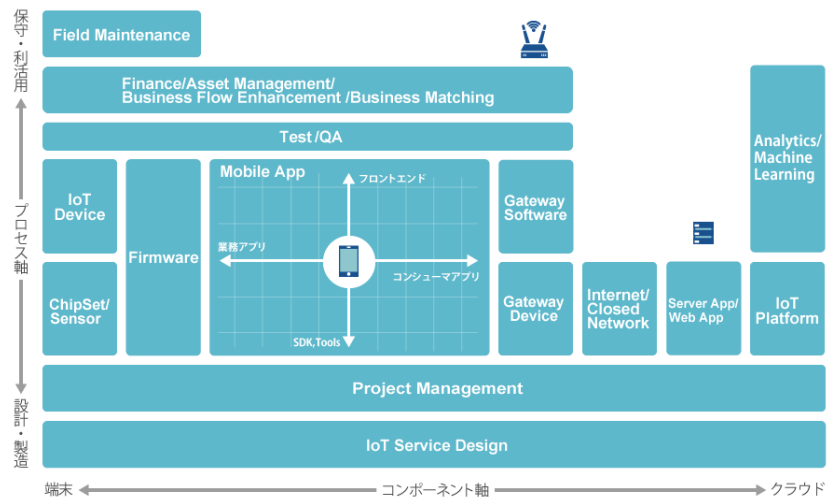 保守・利活用
プロセス軸
設計・製造
Field Maintenance
Finance/Asset Management/
Business Flow Enhancement /Business Matching
Test/QA
IoT
Device
ChipSet/
Sensor
Firmware
Mobile App
フロントエンド
業務アプリ
コンシューマアプリ
SDK,Tools
Gateway
Software
Gateway
Device
Internet/
Closed
Network
Server App/
Web App
Analytics/
Machine
Learning
IoT
Platform
Project Management
IoT Service Design
端末
コンポーネント軸
クラウド